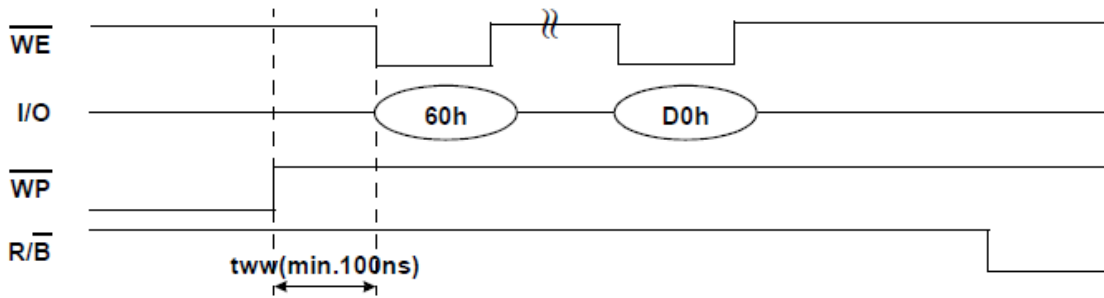 WE
I/O
60h
D0h
WP
R/B
tww(min.100ns)